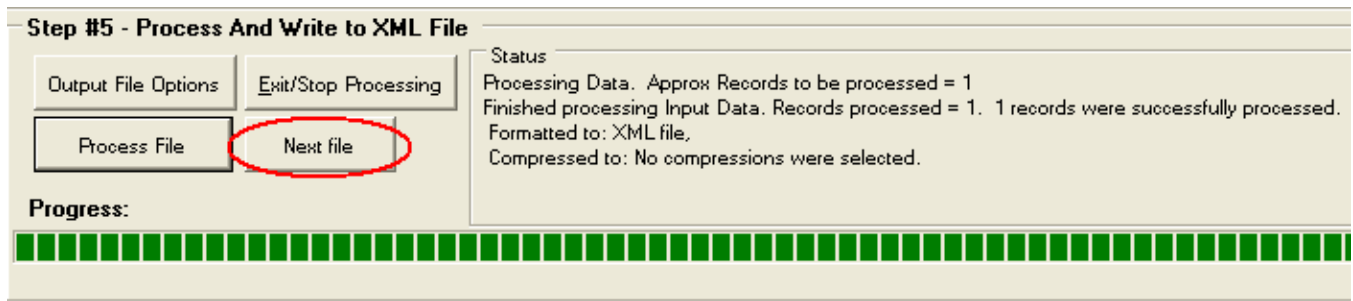 Step #5 - Process And Write to XML File
Output File Options
Exit/Stop Processing
Process File
Next file
Progress:
Status
Processing Data. Approx Records to be processed = 1
Finished processing Input Data. Records processed = 1. 1 records were successfully processed.
Formatted to: XML file,
Compressed to: No compressions were selected.